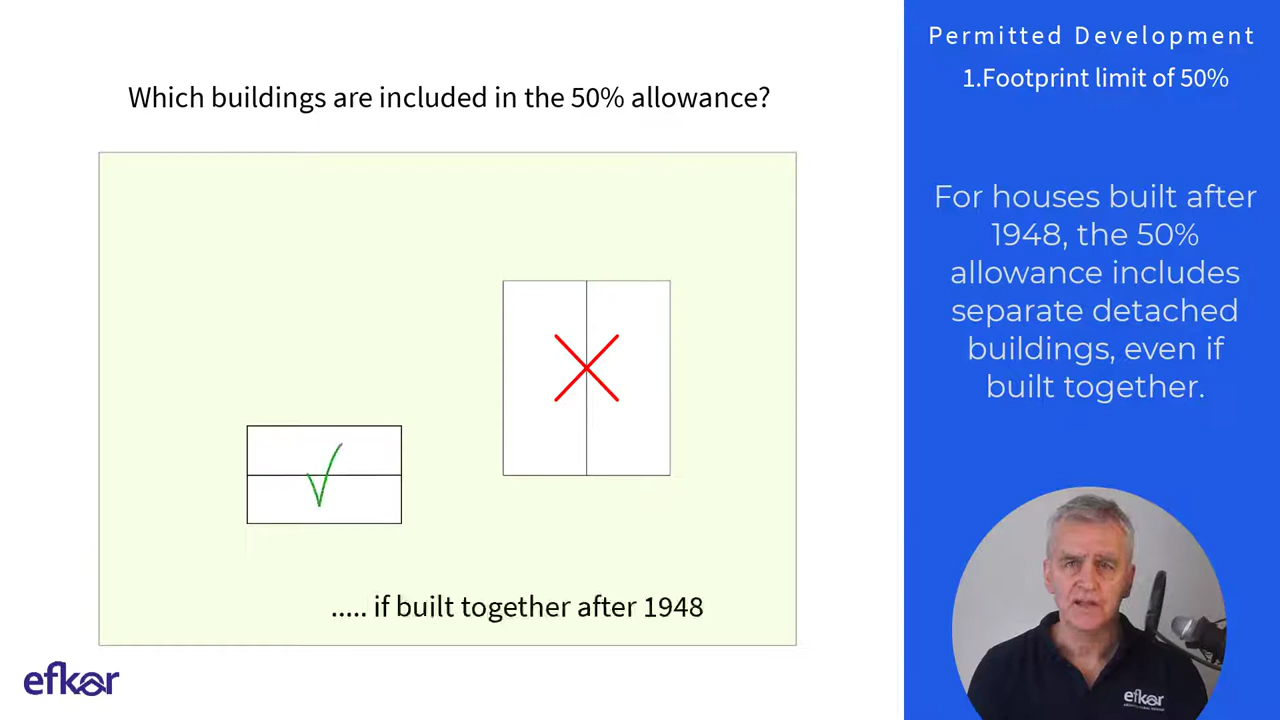 Permitted Development
1.Footprint limit of 50%
Which buildings are included in the 50% allowance?
For houses built after
1948, the 50%
allowance includes
separate detached
buildings, even if
built together.
..... if built together after 1948
efkar
efkar